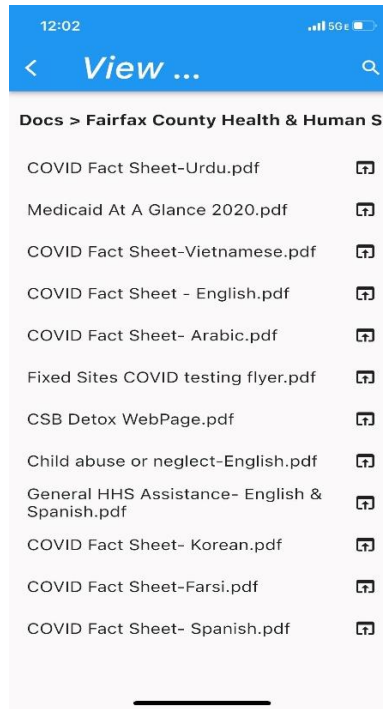 12:02
5GE
View ...
Docs > Fairfax County Health & Human S
COVID Fact Sheet-Urdu.pdf
Medicaid At A Glance 2020.pdf
COVID Fact Sheet-Vietnamese.pdf
COVID Fact Sheet - English.pdf
COVID Fact Sheet- Arabic.pdf
Fixed Sites COVID testing flyer.pdf
CSB Detox WebPage.pdf
Child abuse or neglect-English.pdf
General HHS Assistance- English &
Spanish.pdf
COVID Fact Sheet- Korean.pdf
COVID Fact Sheet-Farsi.pdf
COVID Fact Sheet- Spanish.pdf